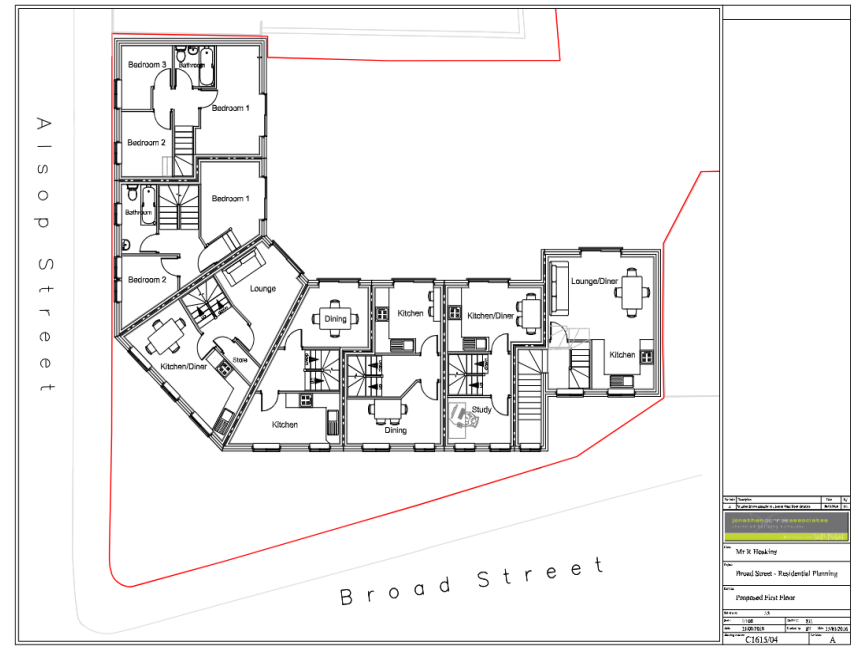 Bedroom 3
Bathroom
Bedroom 1
Bedroom 2
Alsop Street
Bedroom 1
Bathroom
Bedroom 2
Lounge
Lounge/Diner
Dining
Kitchen
Kitchen/Diner
Kitchen/Diner
Store
Kitchen
Study
Kitchen
Dining
Broad Street
Mr R Hosking
Broad Street - Residential Planning
Proposed First Floor
C1615/04
A